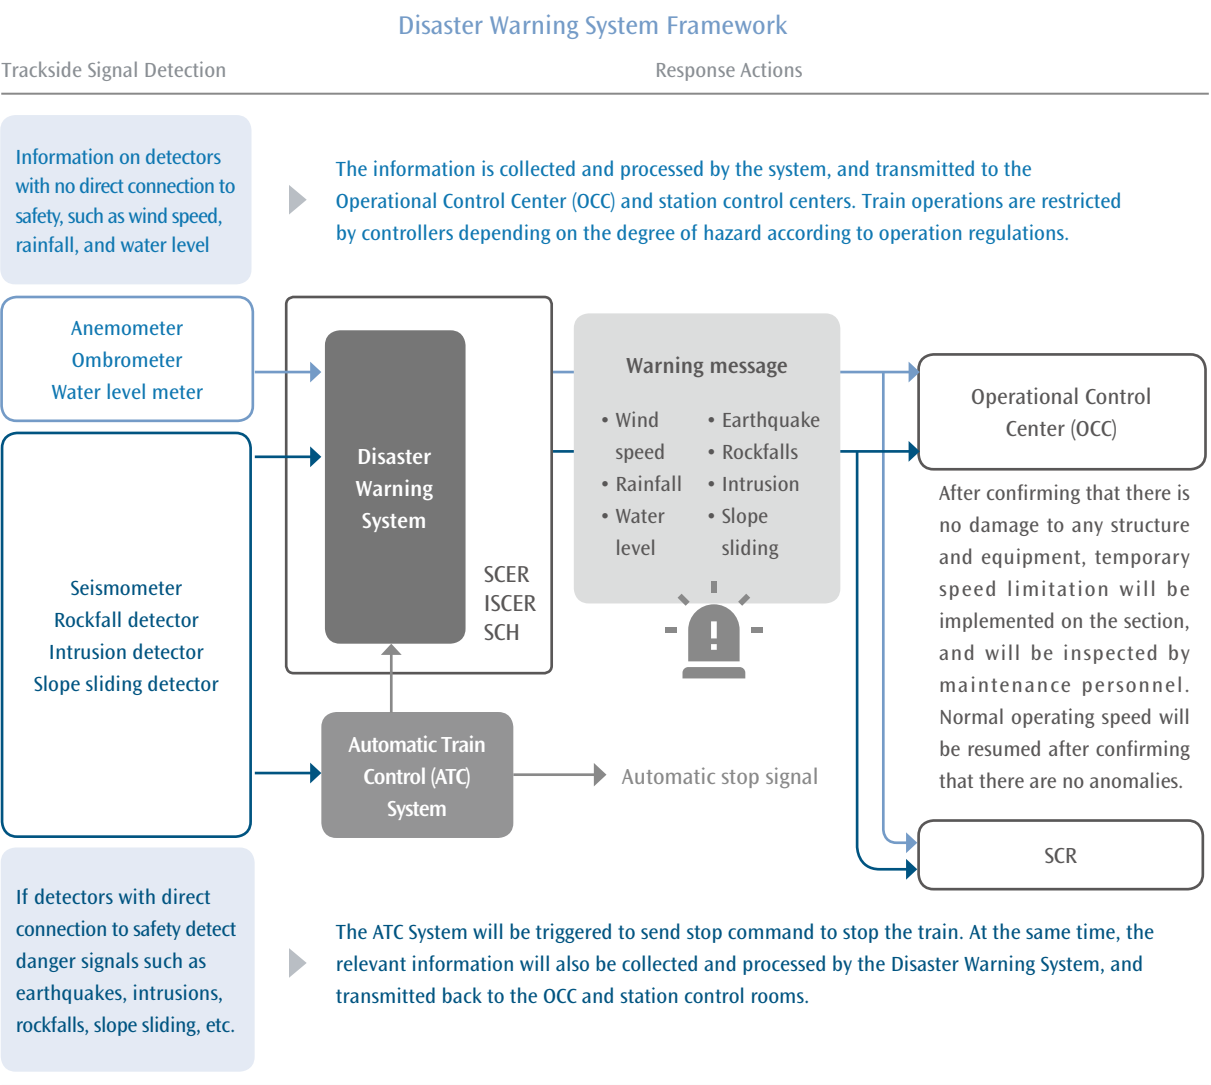 Disaster Warning System Framework
Trackside Signal Detection
Response Actions
Information on detectors
with no direct connection to
safety, such as wind speed,
rainfall, and water level
The information is collected and processed by the system, and transmitted to the
Operational Control Center (OCC) and station control centers. Train operations are restricted
by controllers depending on the degree of hazard according to operation regulations.
Anemometer
Ombrometer
Water level meter
Seismometer
Rockfall detector
Intrusion detector
Slope sliding detector
Disaster
Warning
System
SCER
ISCER
SCH
Automatic Train
Control (ATC)
System
Automatic stop signal
Warning message
• Wind
speed
• Rainfall
• Water
level
• Earthquake
• Rockfalls
• Intrusion
• Slope
sliding
!
Operational Control
Center (OCC)
After confirming that there is
no damage to any structure
and equipment, temporary
speed limitation will be
implemented on the section,
and will be inspected by
maintenance personnel.
Normal operating speed will
be resumed after confirming
that there are no anomalies.
SCR
If detectors with direct
connection to safety detect
danger signals such as
earthquakes, intrusions,
rockfalls, slope sliding, etc.
The ATC System will be triggered to send stop command to stop the train. At the same time, the
relevant information will also be collected and processed by the Disaster Warning System, and
transmitted back to the OCC and station control rooms.